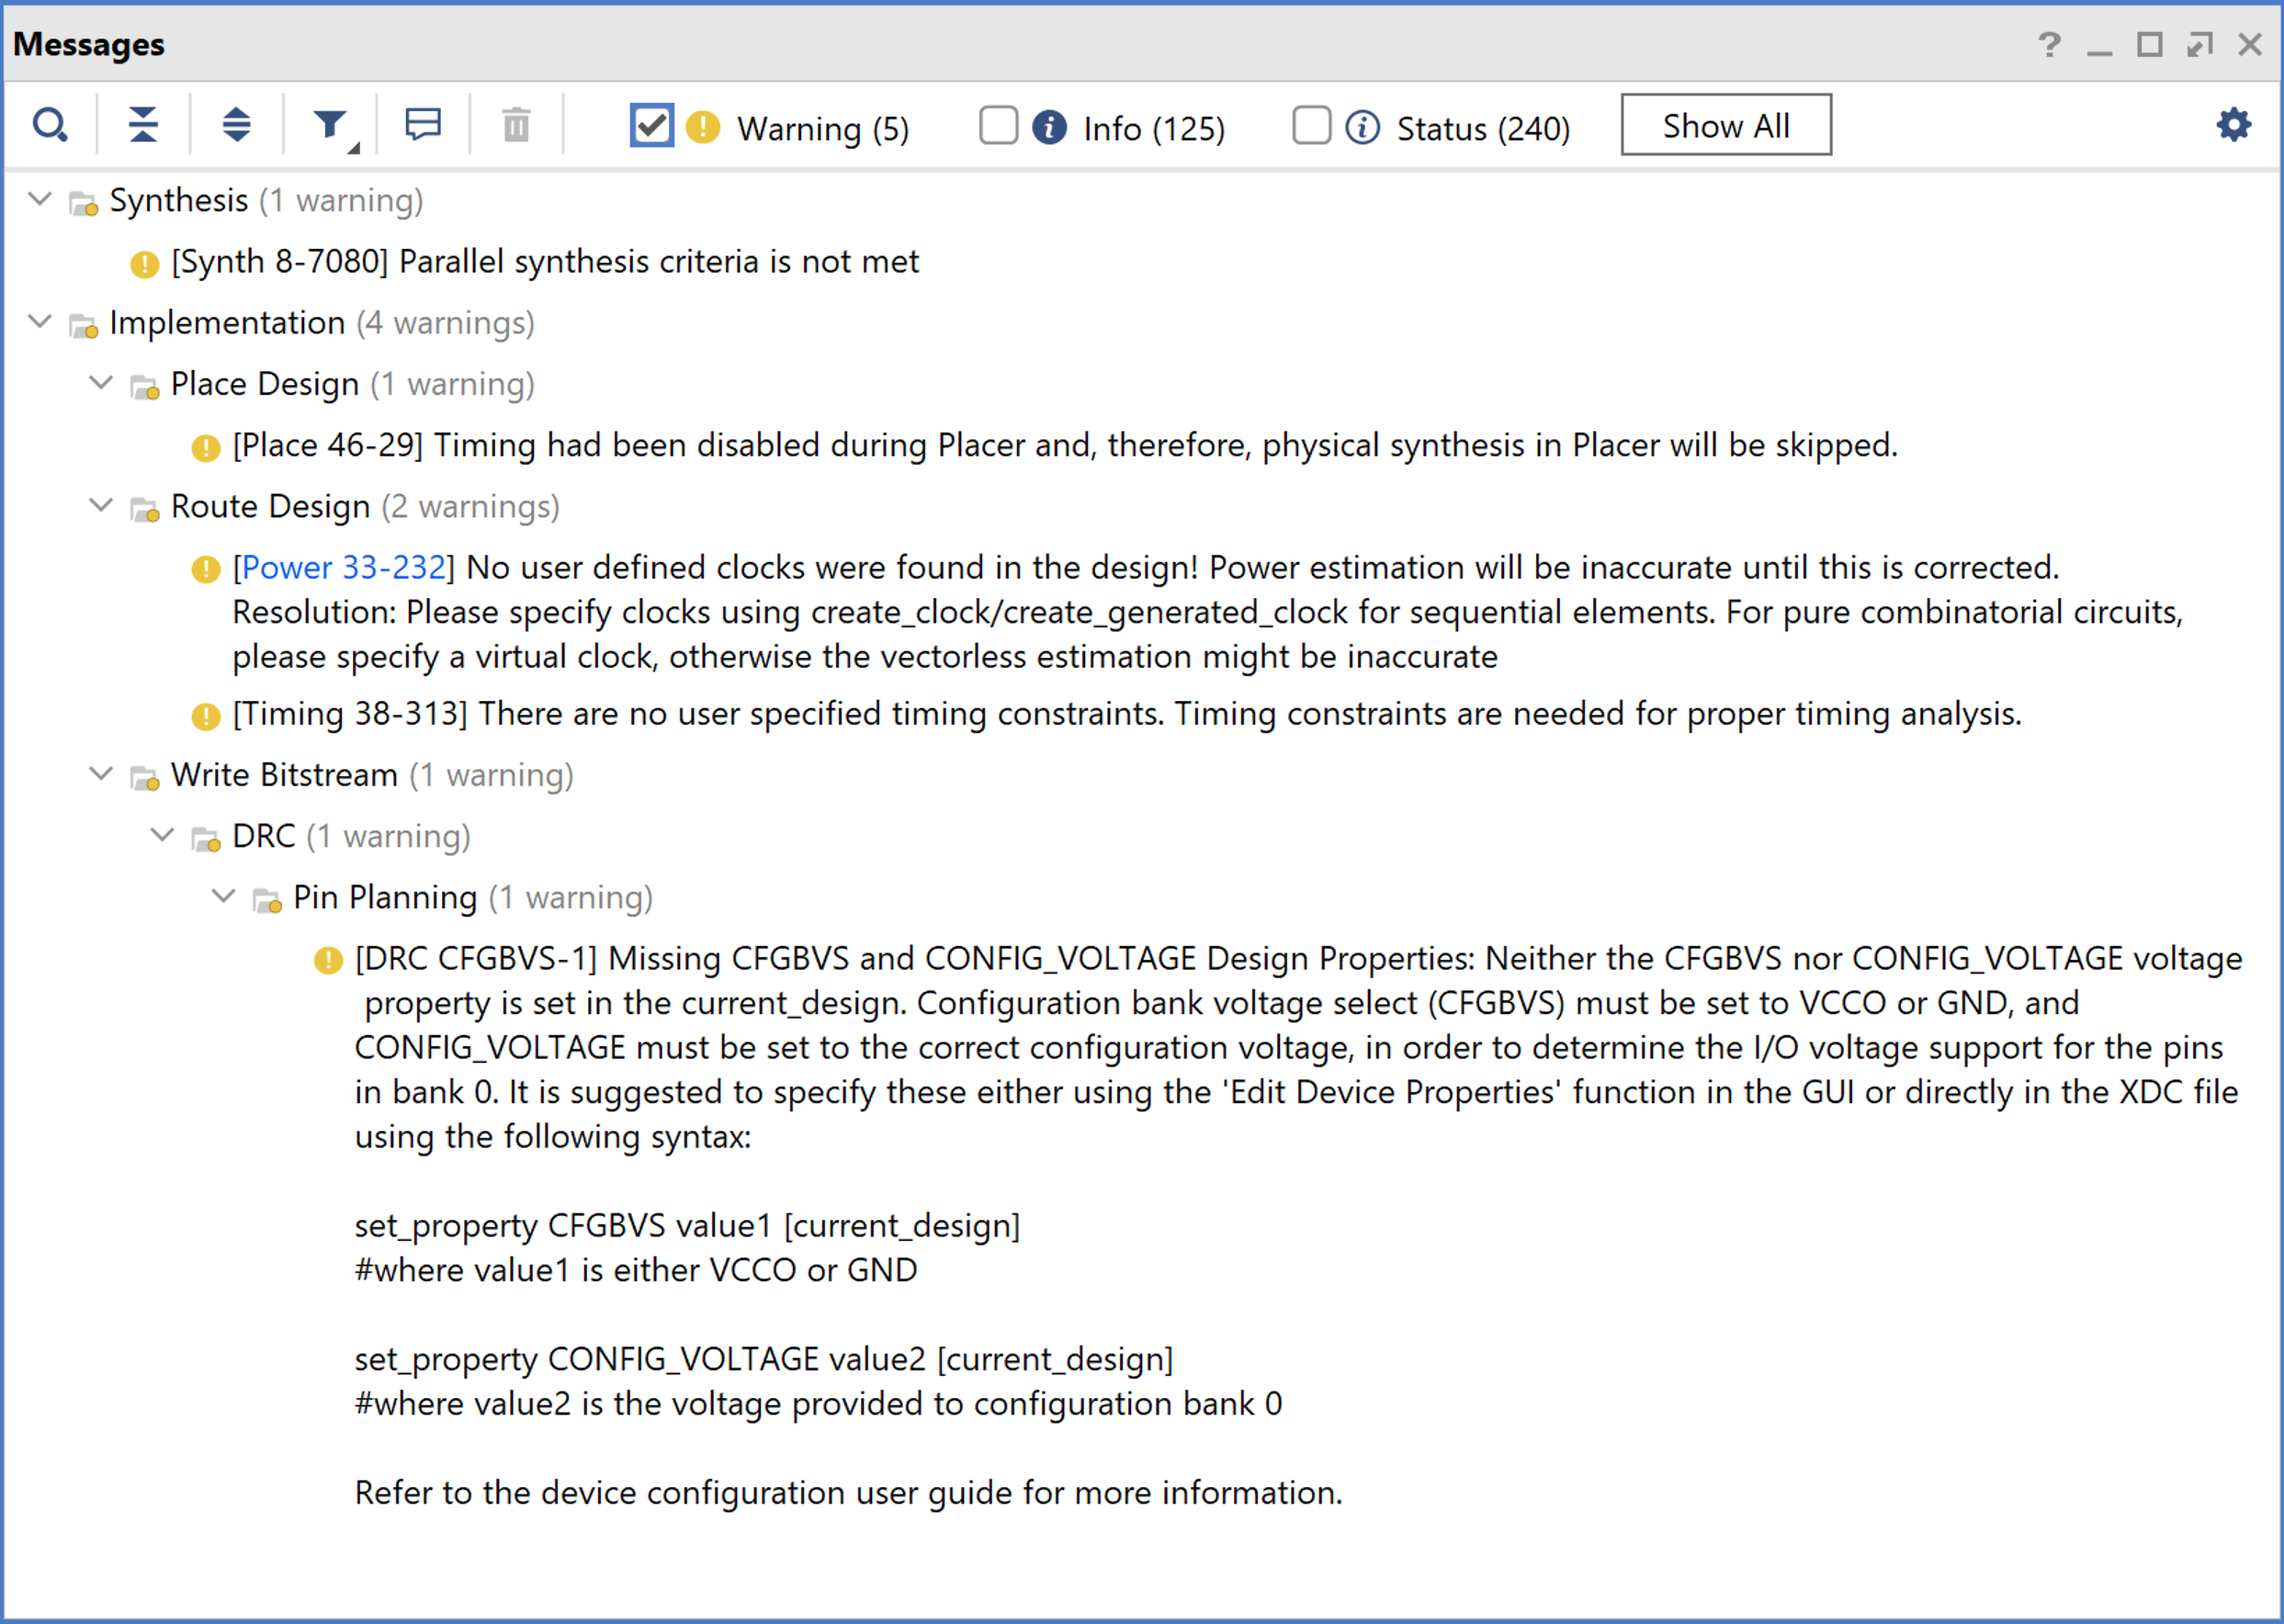 Messages
Warning (5) Info (125) Status (240) Show All
Synthesis (1 warning)
[Synth 8-7080] Parallel synthesis criteria is not met
Implementation (4 warnings)
Place Design (1 warning)
[Place 46-29] Timing had been disabled during Placer and, therefore, physical synthesis in Placer will be skipped.
Route Design (2 warnings)
[Power 33-232] No user defined clocks were found in the design! Power estimation will be inaccurate until this is corrected.
Resolution: Please specify clocks using create_clock/create_generated_clock for sequential elements. For pure combinatorial circuits,
please specify a virtual clock, otherwise the vectorless estimation might be inaccurate
[Timing 38-313] There are no user specified timing constraints. Timing constraints are needed for proper timing analysis.
Write Bitstream (1 warning)
DRC (1 warning)
Pin Planning (1 warning)
[DRC CFGBVS-1] Missing CFGBVS and CONFIG_VOLTAGE Design Properties: Neither the CFGBVS nor CONFIG_VOLTAGE voltage
property is set in the current_design. Configuration bank voltage select (CFGBVS) must be set to VCCO or GND, and
CONFIG_VOLTAGE must be set to the correct configuration voltage, in order to determine the I/O voltage support for the pins
in bank 0. It is suggested to specify these either using the 'Edit Device Properties' function in the GUI or directly in the XDC file
using the following syntax:
set_property CFGBVS value1 [current_design]
#where value1 is either VCCO or GND
set_property CONFIG_VOLTAGE value2 [current_design]
#where value2 is the voltage provided to configuration bank 0
Refer to the device configuration user guide for more information.